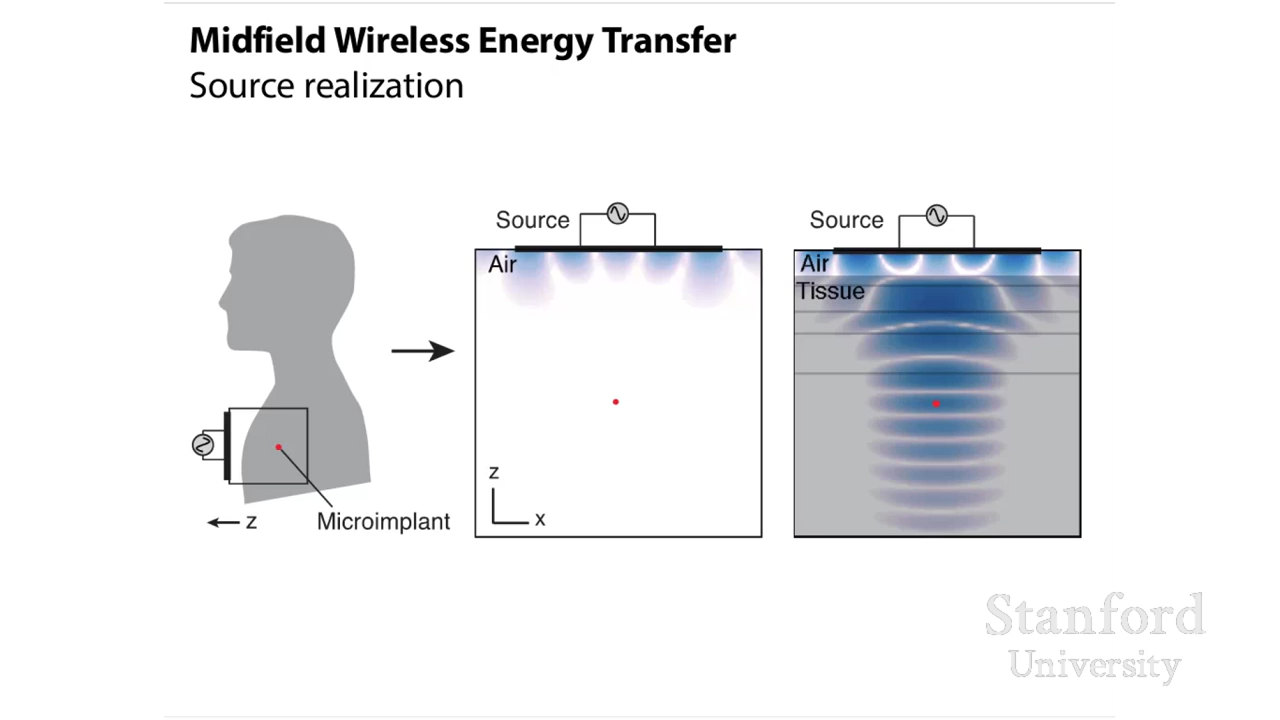 Midfield Wireless Energy Transfer
Source realization
Source
Air
z
x
Source
Air
Tissue
z
Microimplant
Stanford
University